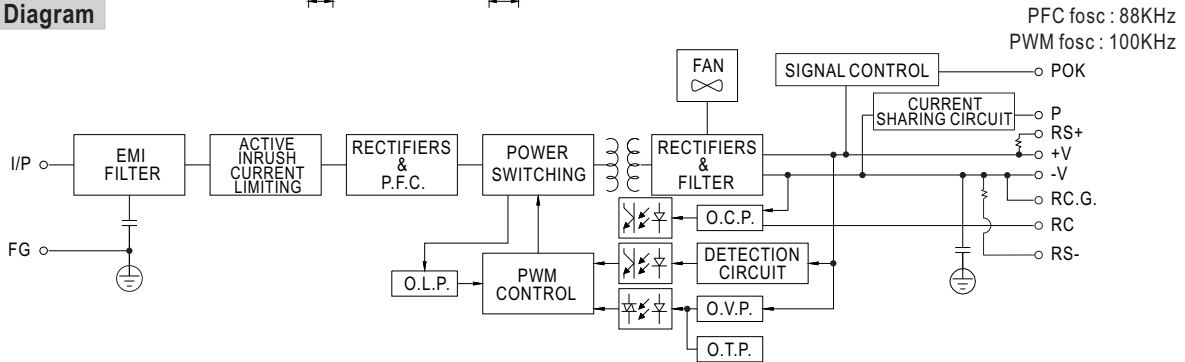 Diagram
PFC fosc : 88KHz
PWM fosc : 100KHz
FAN
SIGNAL CONTROL
POK
CURRENT
SHARING CIRCUIT
P
RS+
+V
-V
RC.G.
RC
RS-
I/P
EMI
FILTER
ACTIVE
INRUSH
CURRENT
LIMITING
RECTIFIERS
&
P.F.C.
POWER
SWITCHING
RECTIFIERS
&
FILTER
FG
O.C.P.
O.L.P.
PWM
CONTROL
DETECTION
CIRCUIT
O.V.P.
O.T.P.